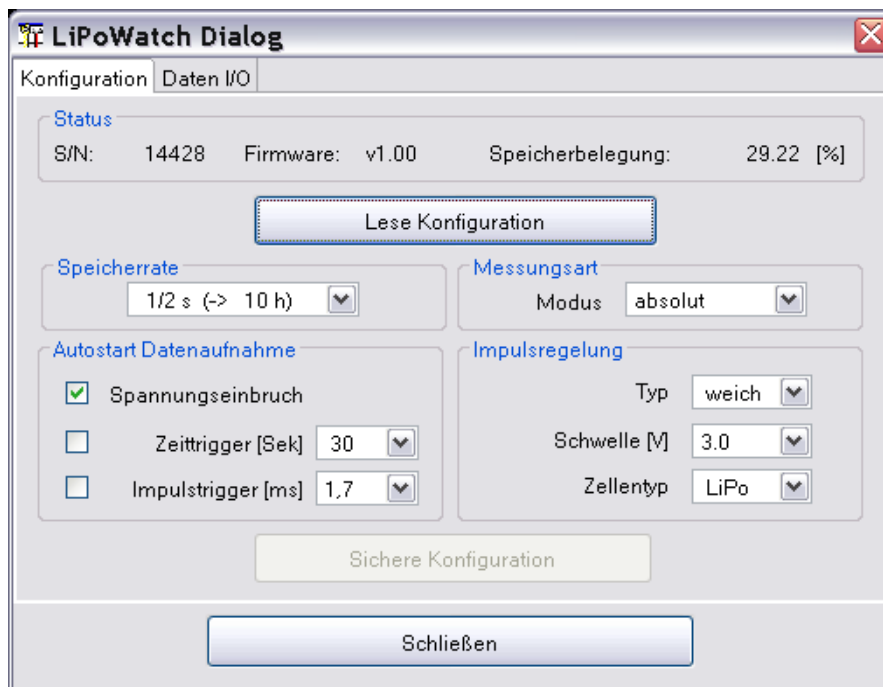 LiPoWatch Dialog
Konfiguration Daten I/O
Status
S/N: 14428 Firmware: v1.00 Speicherbelegung: 29.22 [%]
Lese Konfiguration
Speicherrate
1/2 s (-> 10 h)
Messungsart
Modus absolut
Autostart Datenaufnahme
Spannungseinbruch
Zeittrigger [Sek] 30
Impulstrigger [ms] 1,7
Impulsregelung
Typ weich
Schwelle [V] 3.0
Zellentyp LiPo
Sichere Konfiguration
Schließen